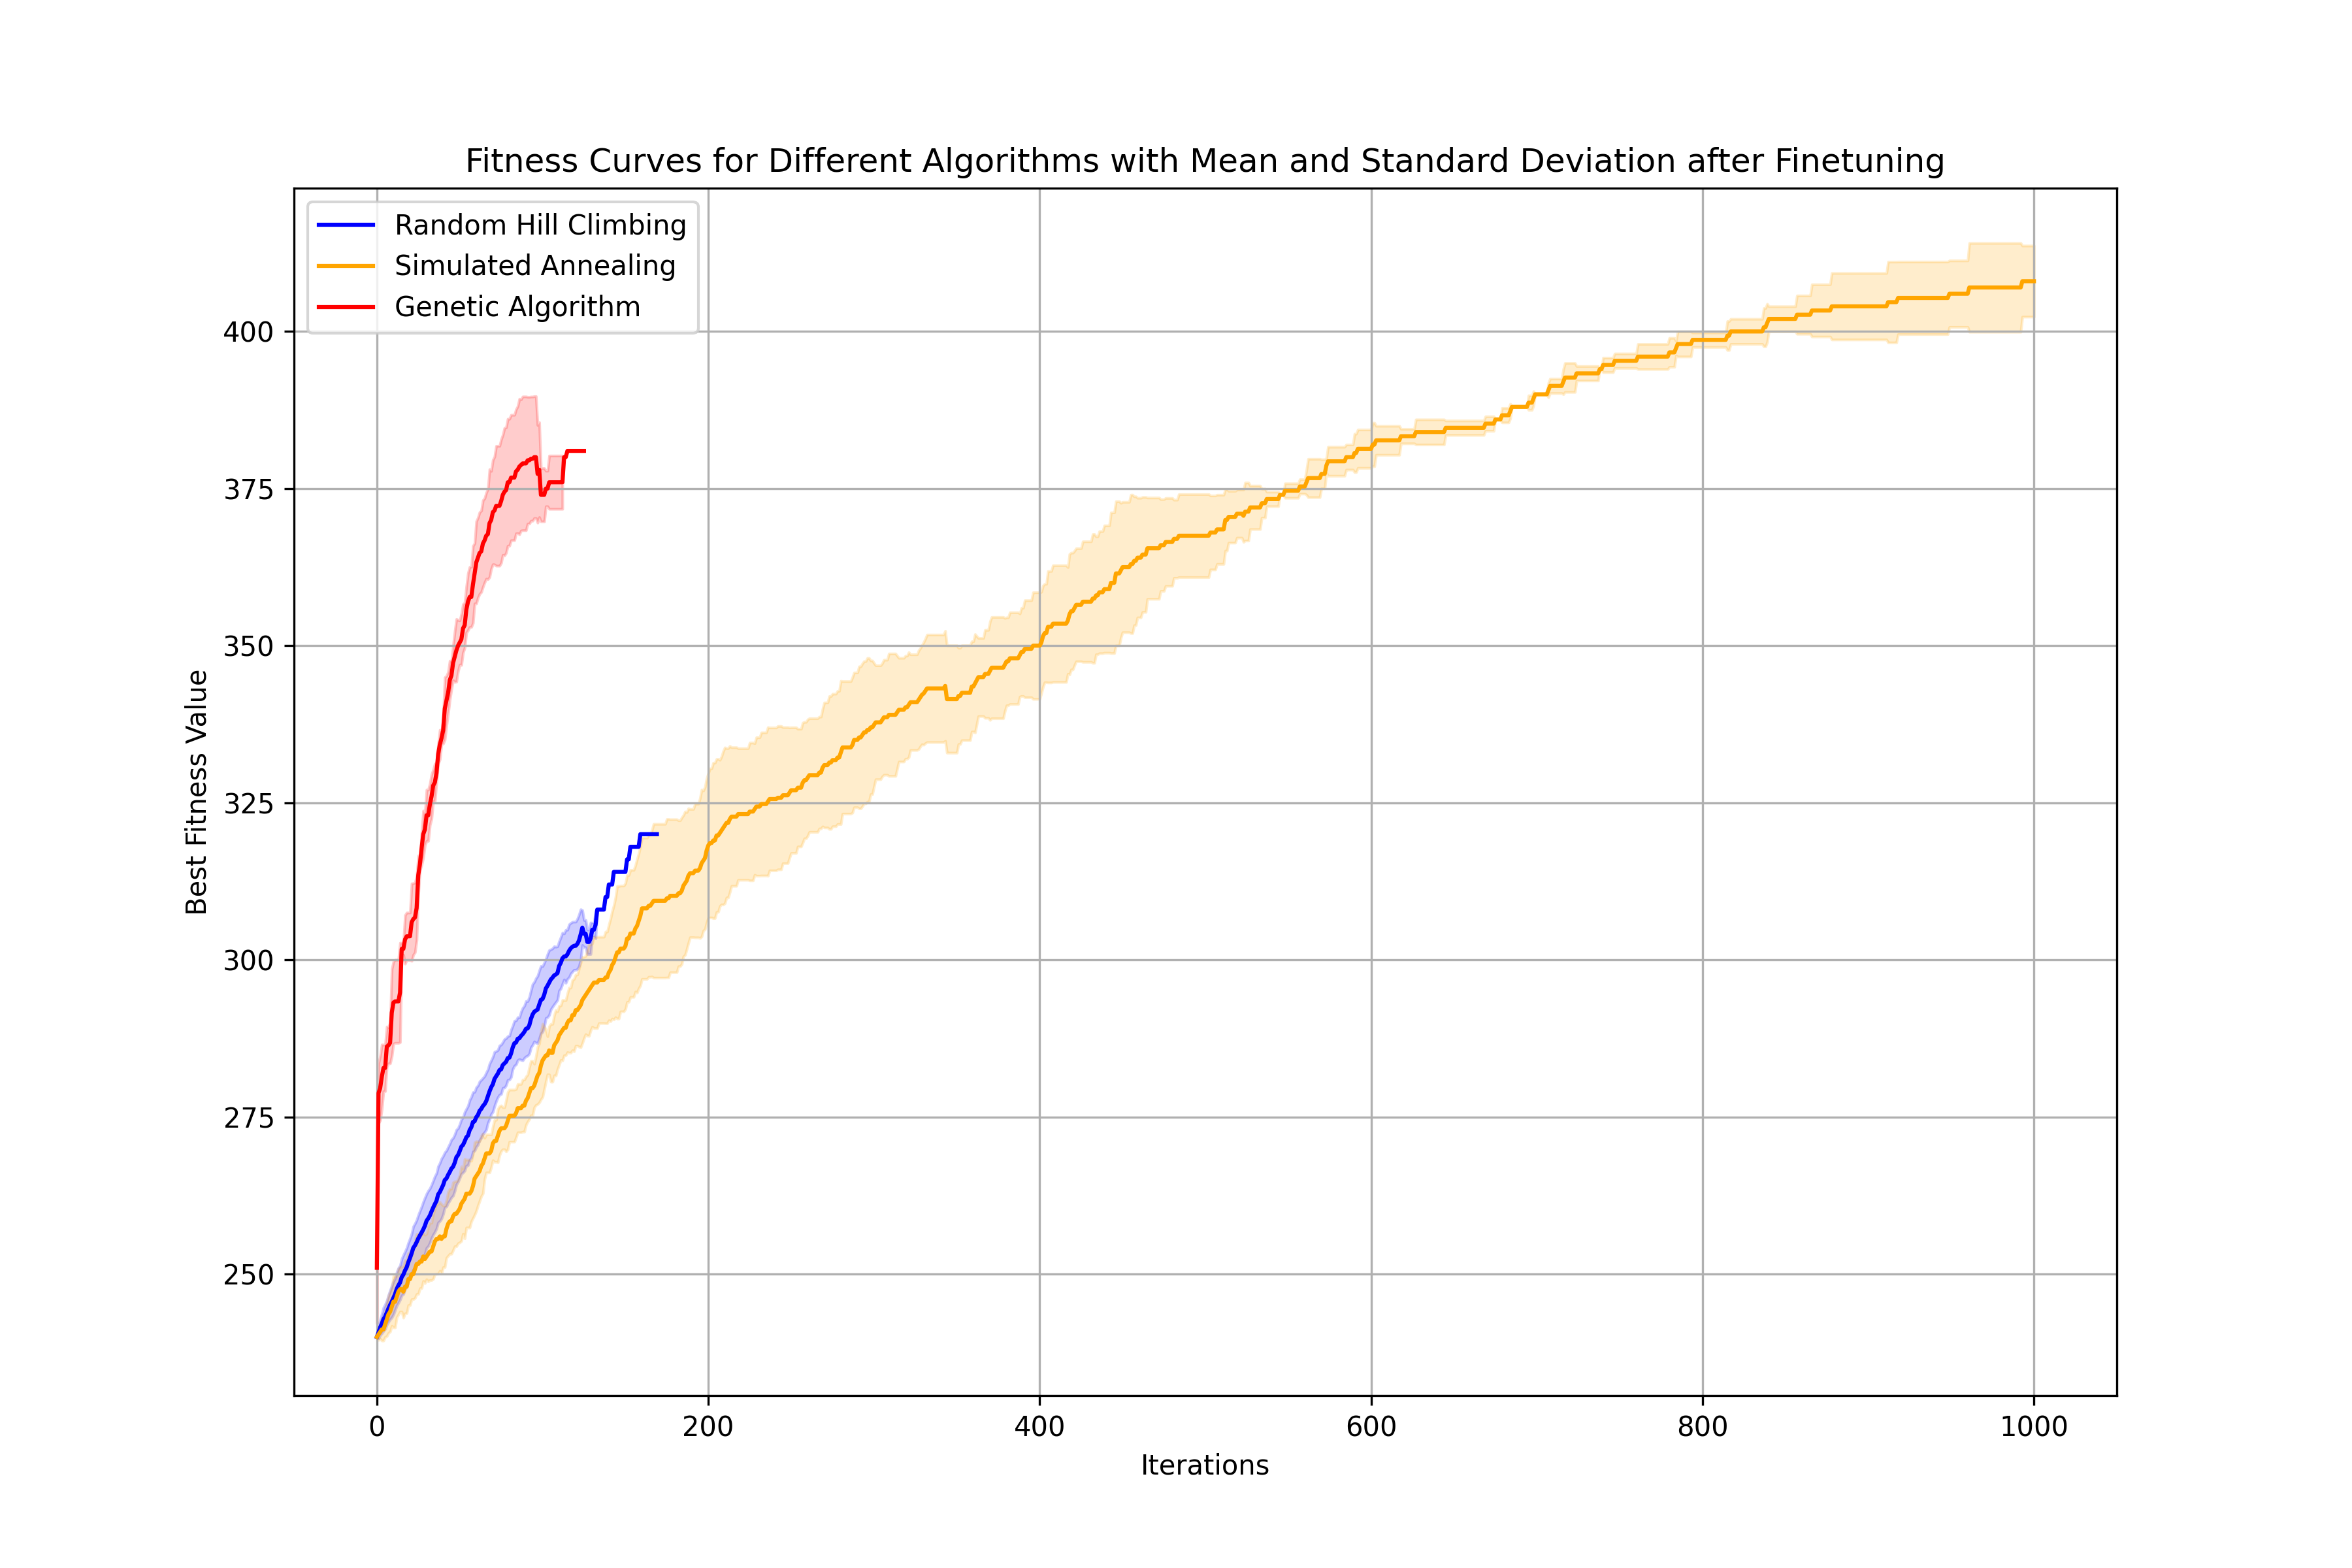 Fitness Curves for Different Algorithms with Mean and Standard Deviation after Finetuning
Random Hill Climbing
Simulated Annealing
Genetic Algorithm
Best Fitness Value
400
375
350
325
300
275
250
0 200 400 600 800 1000
Iterations